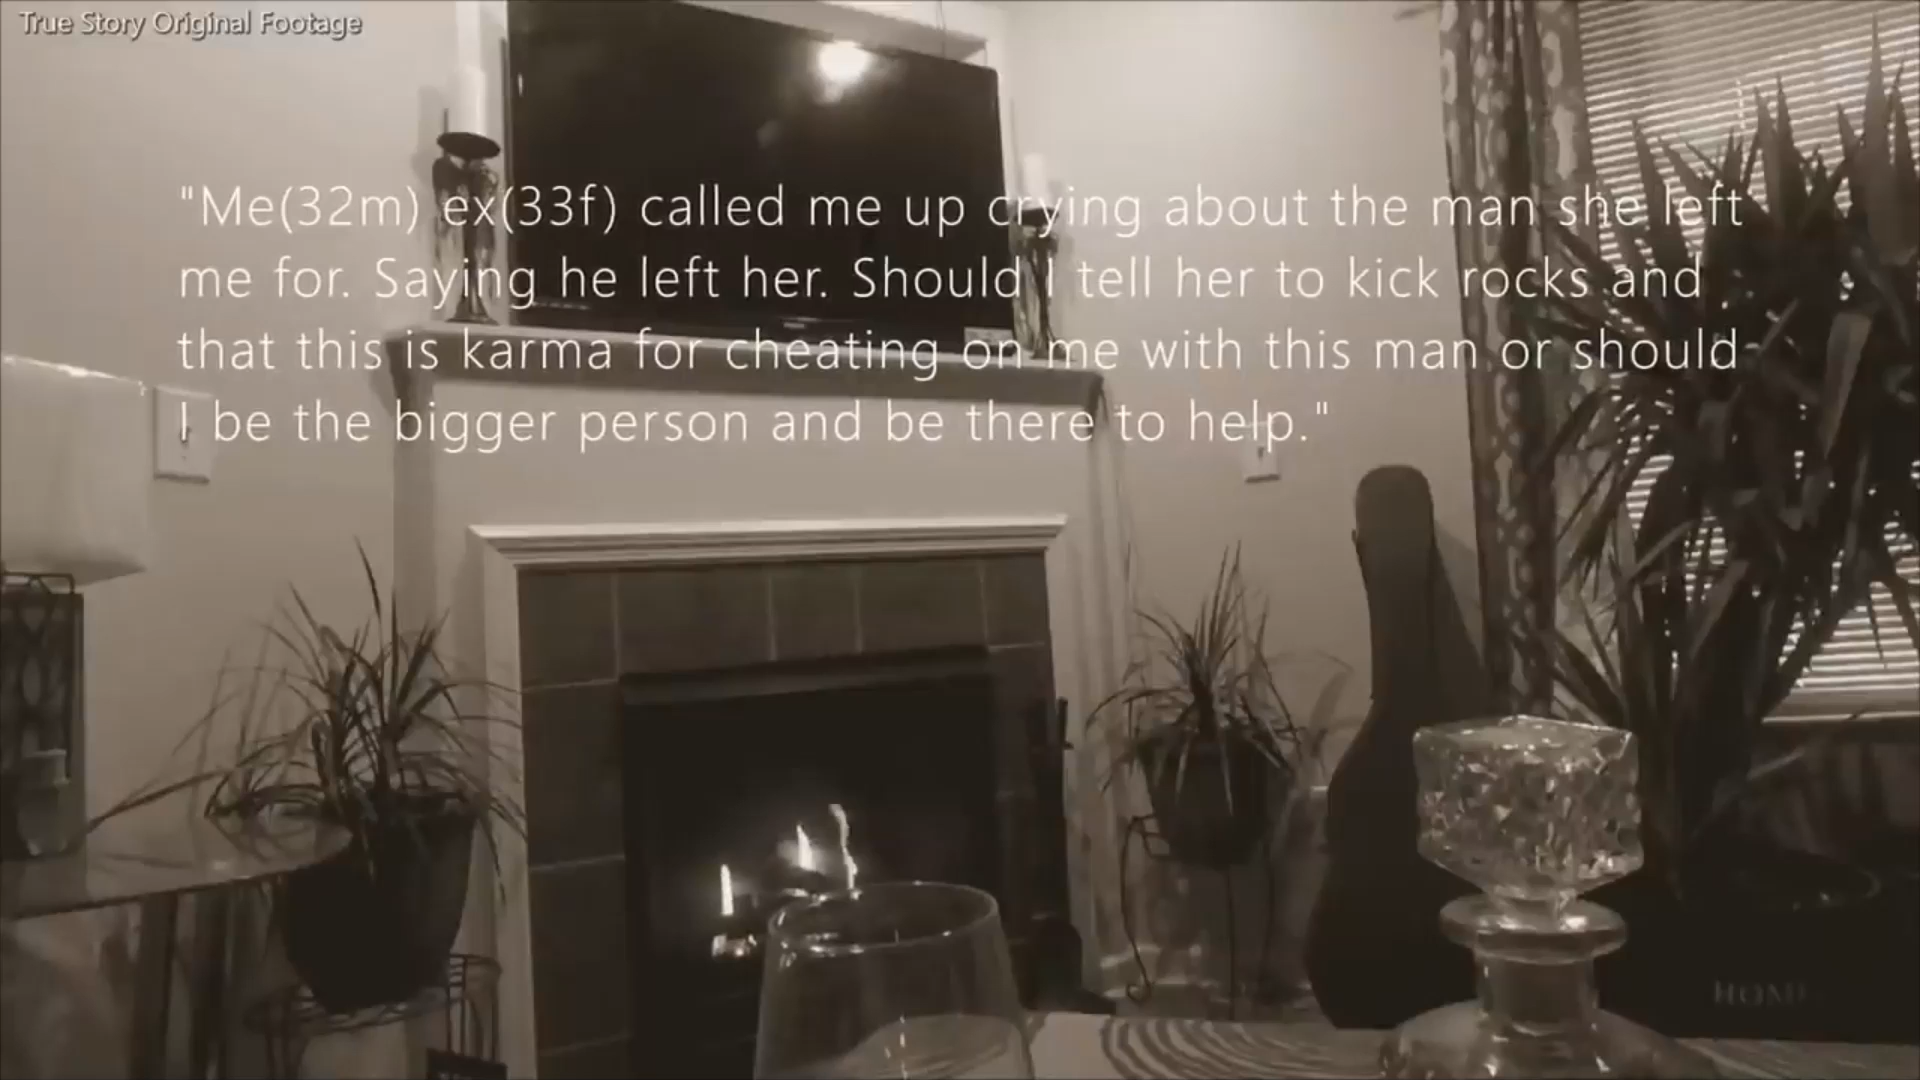 True Story Original Footage
"Me(32m) ex(33f) called me up crying about the man she left
me for. Saying he left her. Should I tell her to kick rocks and
that this is karma for cheating on me with this man or should
I be the bigger person and be there to help."
HOME